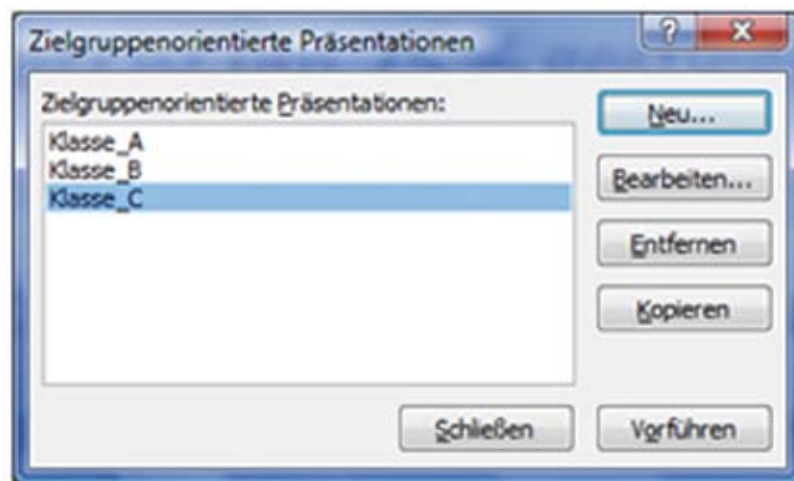 Zielgruppenorientierte Präsentationen
?
X
Zielgruppenorientierte Präsentationen:
Klasse_A
Klasse_B
Klasse_C
Neu...
Bearbeiten...
Entfernen
Kopieren
Schließen
Vorführen